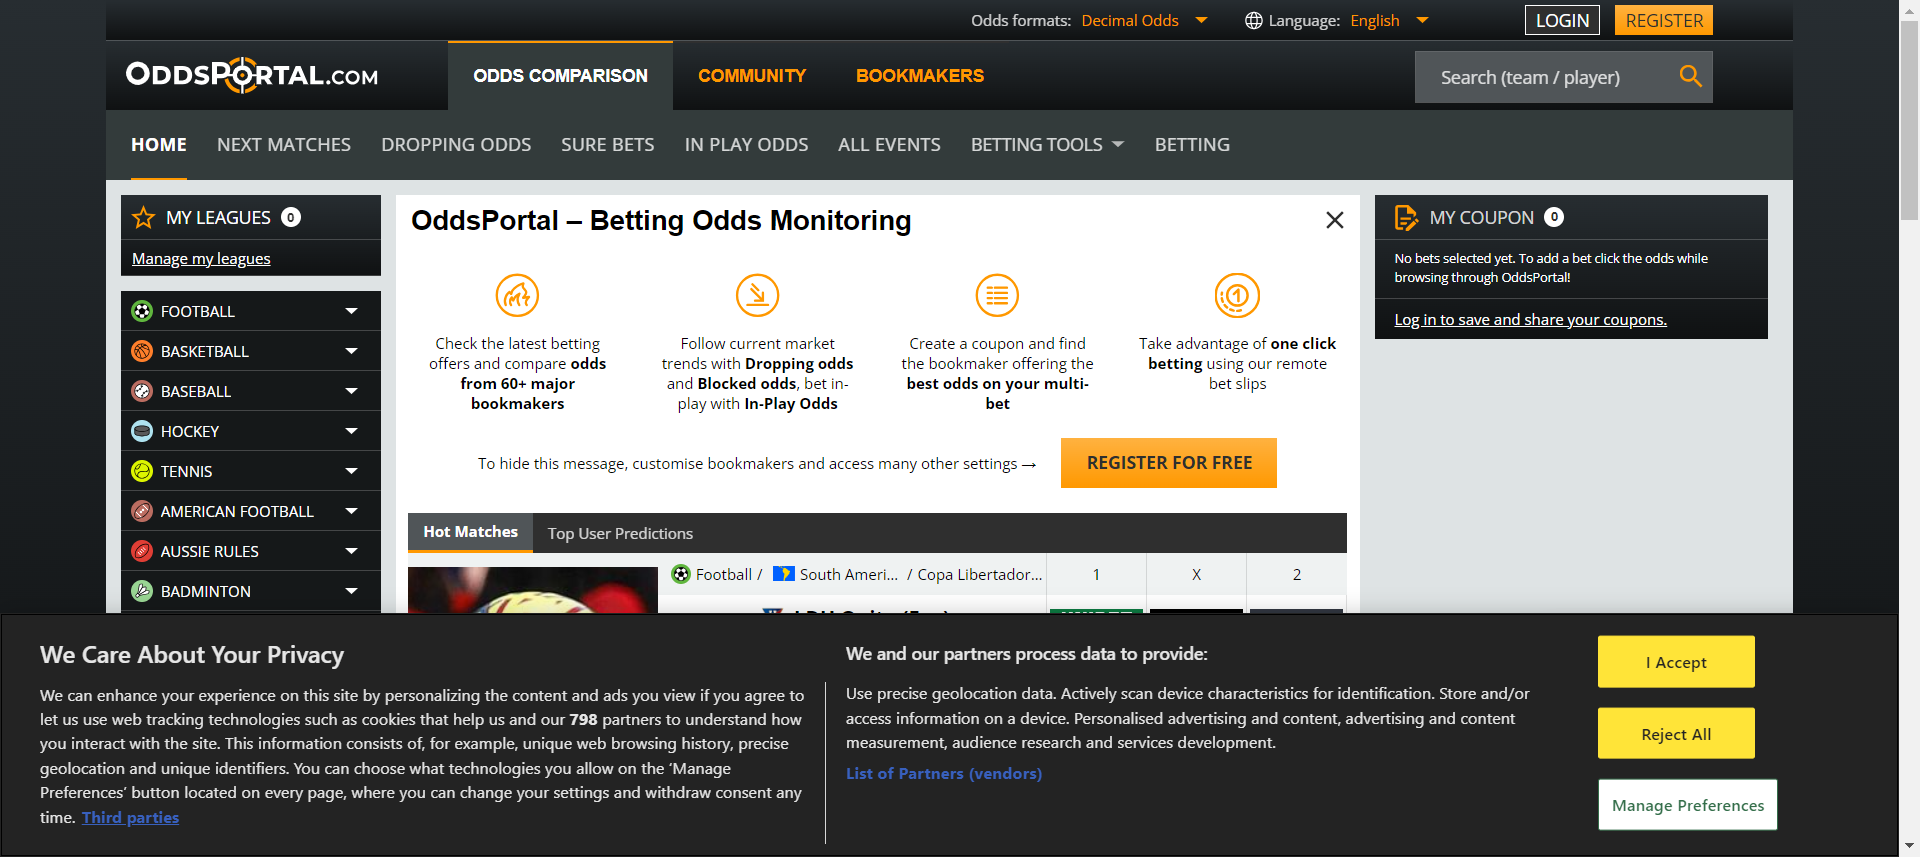 Odds formats: Decimal Odds
Language: English
LOGIN
REGISTER
ODDSPORTAL.COM
ODDS COMPARISON
COMMUNITY
BOOKMAKERS
Search (team / player)
HOME
NEXT MATCHES
DROPPING ODDS
SURE BETS
IN PLAY ODDS
ALL EVENTS
BETTING TOOLS
BETTING
MY LEAGUES 0
Manage my leagues
FOOTBALL
BASKETBALL
BASEBALL
HOCKEY
TENNIS
AMERICAN FOOTBALL
AUSSIE RULES
BADMINTON
OddsPortal – Betting Odds Monitoring
Check the latest betting
offers and compare odds
from 60+ major
bookmakers
Follow current market
trends with Dropping odds
and Blocked odds, bet in-
play with In-Play Odds
Create a coupon and find
the bookmaker offering the
best odds on your multi-
bet
1
Take advantage of one click
betting using our remote
bet slips
To hide this message, customise bookmakers and access many other settings →
REGISTER FOR FREE
Hot Matches
Top User Predictions
Football / South Ameri... / Copa Libertador...
1
X
2
MY COUPON 0
No bets selected yet. To add a bet click the odds while
browsing through OddsPortal!
Log in to save and share your coupons.
We Care About Your Privacy
We can enhance your experience on this site by personalizing the content and ads you view if you agree to
let us use web tracking technologies such as cookies that help us and our 798 partners to understand how
you interact with the site. This information consists of, for example, unique web browsing history, precise
geolocation and unique identifiers. You can choose what technologies you allow on the ‘Manage
Preferences’ button located on every page, where you can change your settings and withdraw consent any
time. Third parties
We and our partners process data to provide:
Use precise geolocation data. Actively scan device characteristics for identification. Store and/or
access information on a device. Personalised advertising and content, advertising and content
measurement, audience research and services development.
List of Partners (vendors)
I Accept
Reject All
Manage Preferences